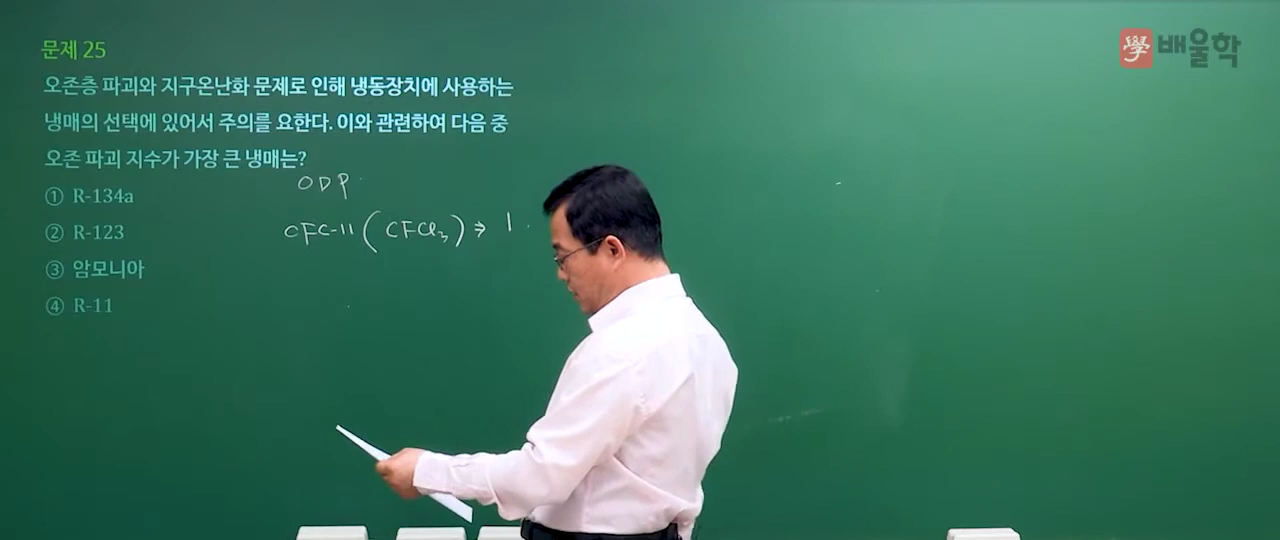 문제 25
學 배울학
오존층 파괴와 지구온난화 문제로 인해 냉동장치에 사용하는
냉매의 선택에 있어서 주의를 요한다. 이와 관련하여 다음 중
오존 파괴 지수가 가장 큰 냉매는?
ODP
① R-134a
② R-123
CFC-11 (CFCl₃) ⇒ 1
③ 암모니아
④ R-11